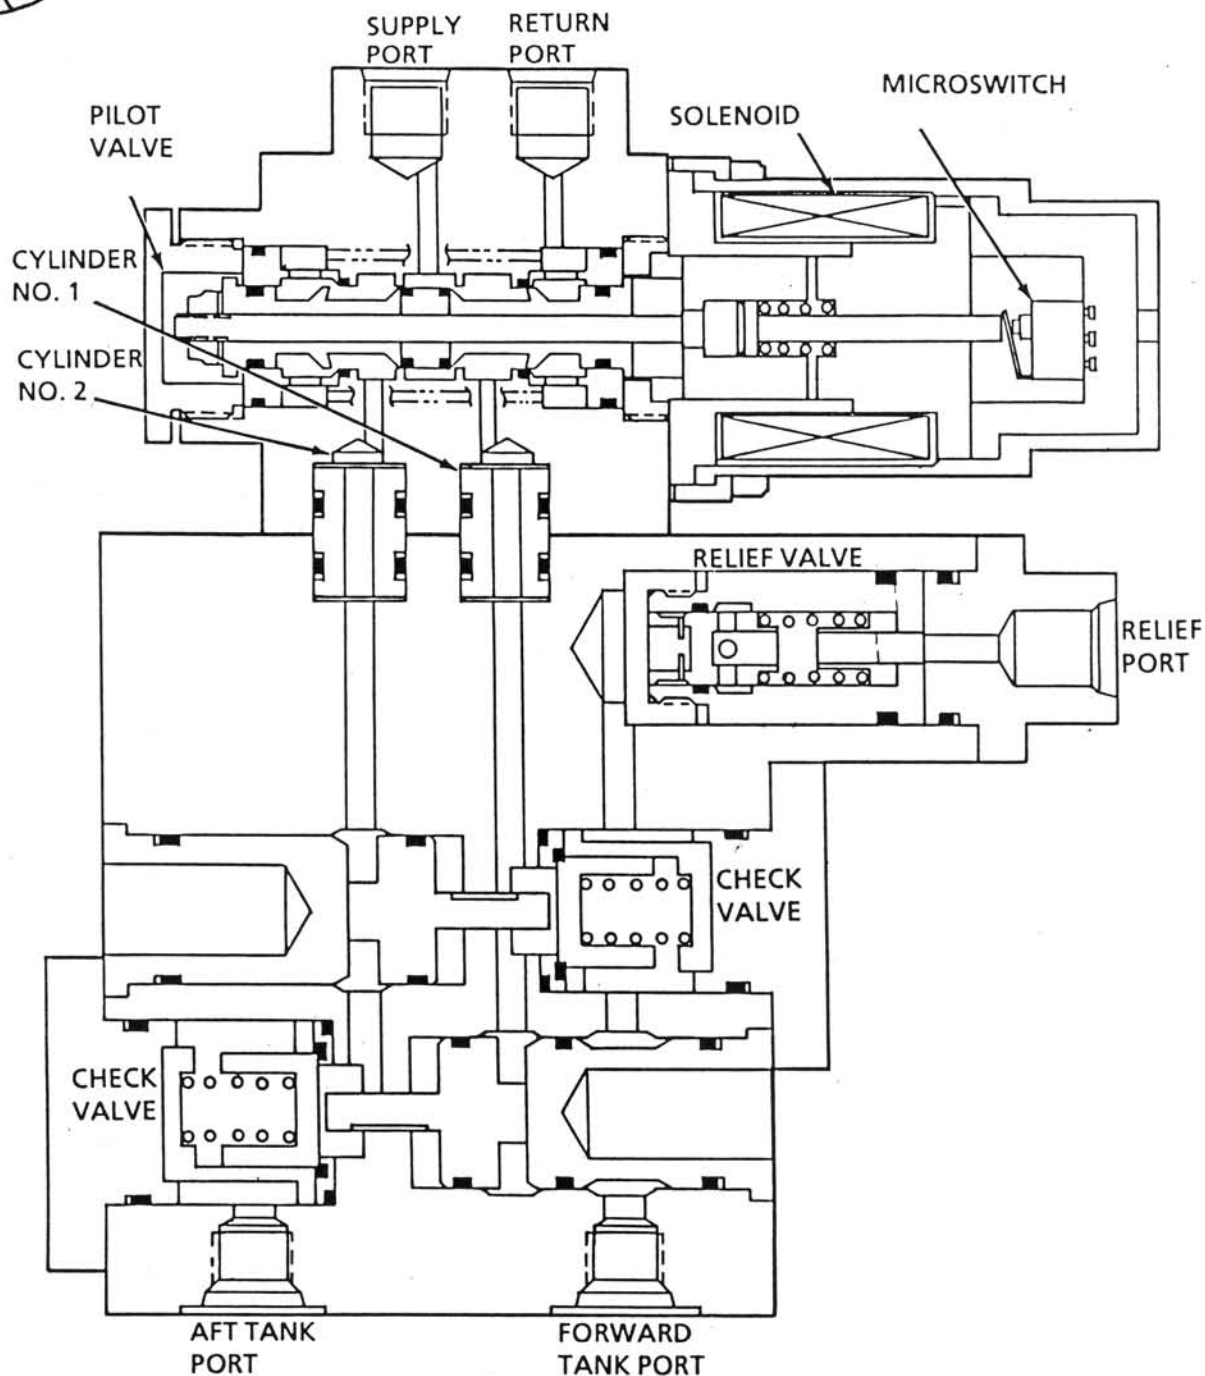 SUPPLY
PORT
RETURN
PORT
MICROSWITCH
SOLENOID
PILOT
VALVE
CYLINDER
NO. 1
CYLINDER
NO. 2
RELIEF VALVE
RELIEF
PORT
CHECK
VALVE
CHECK
VALVE
AFT TANK
PORT
FORWARD
TANK PORT